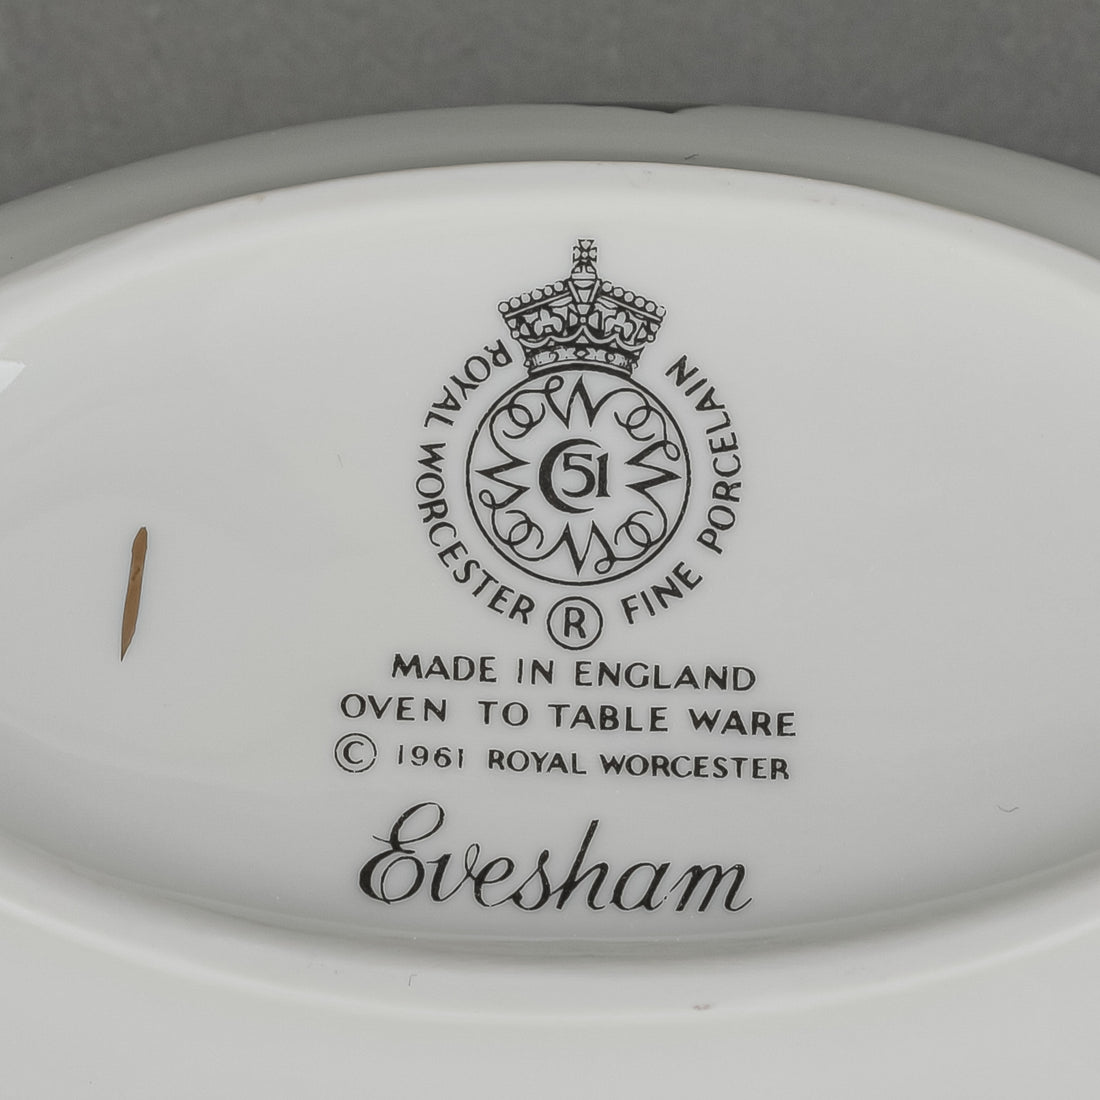 ROYAL WORCESTER ® FINE PORCELAIN
W W W W
C 51
MADE IN ENGLAND
OVEN TO TABLE WARE
© 1961 ROYAL WORCESTER
Evesham